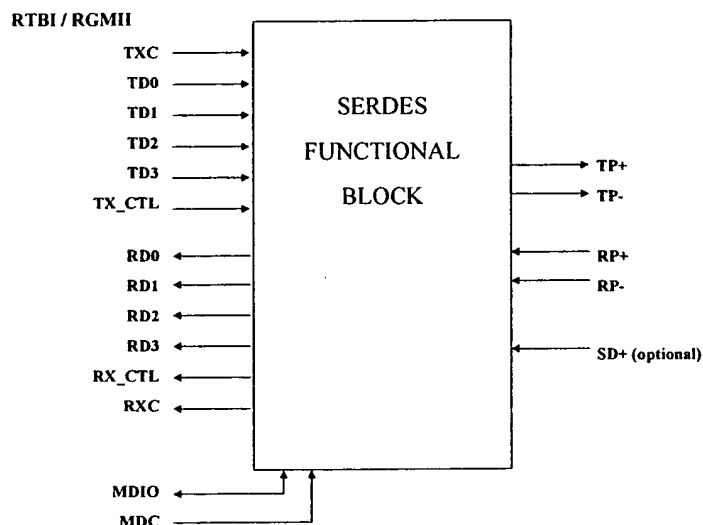 RTBI / RGMII
TXC
TD0
TD1
TD2
TD3
TX_CTL
RD0
RD1
RD2
RD3
RX_CTL
RXC
MDIO
MDC
SERDES
FUNCTIONAL
BLOCK
TP+
TP-
RP+
RP-
SD+ (optional)